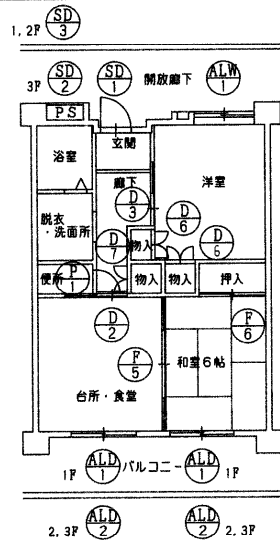 SD
1,2F 3
3F SD 2
SD 1
開放廊下
ALW 1
PS
玄関
浴室
廊下
洋室
D 3
D 6
脱衣
・洗面所
D 7
物入
D 6
便所
P 1
物入
物入
押入
D 2
F 6
F 5
和室6帖
台所・食堂
1F
ALD 1
バルコニー
ALD 1
1F
2,3F
ALD 2
ALD 2
2,3F